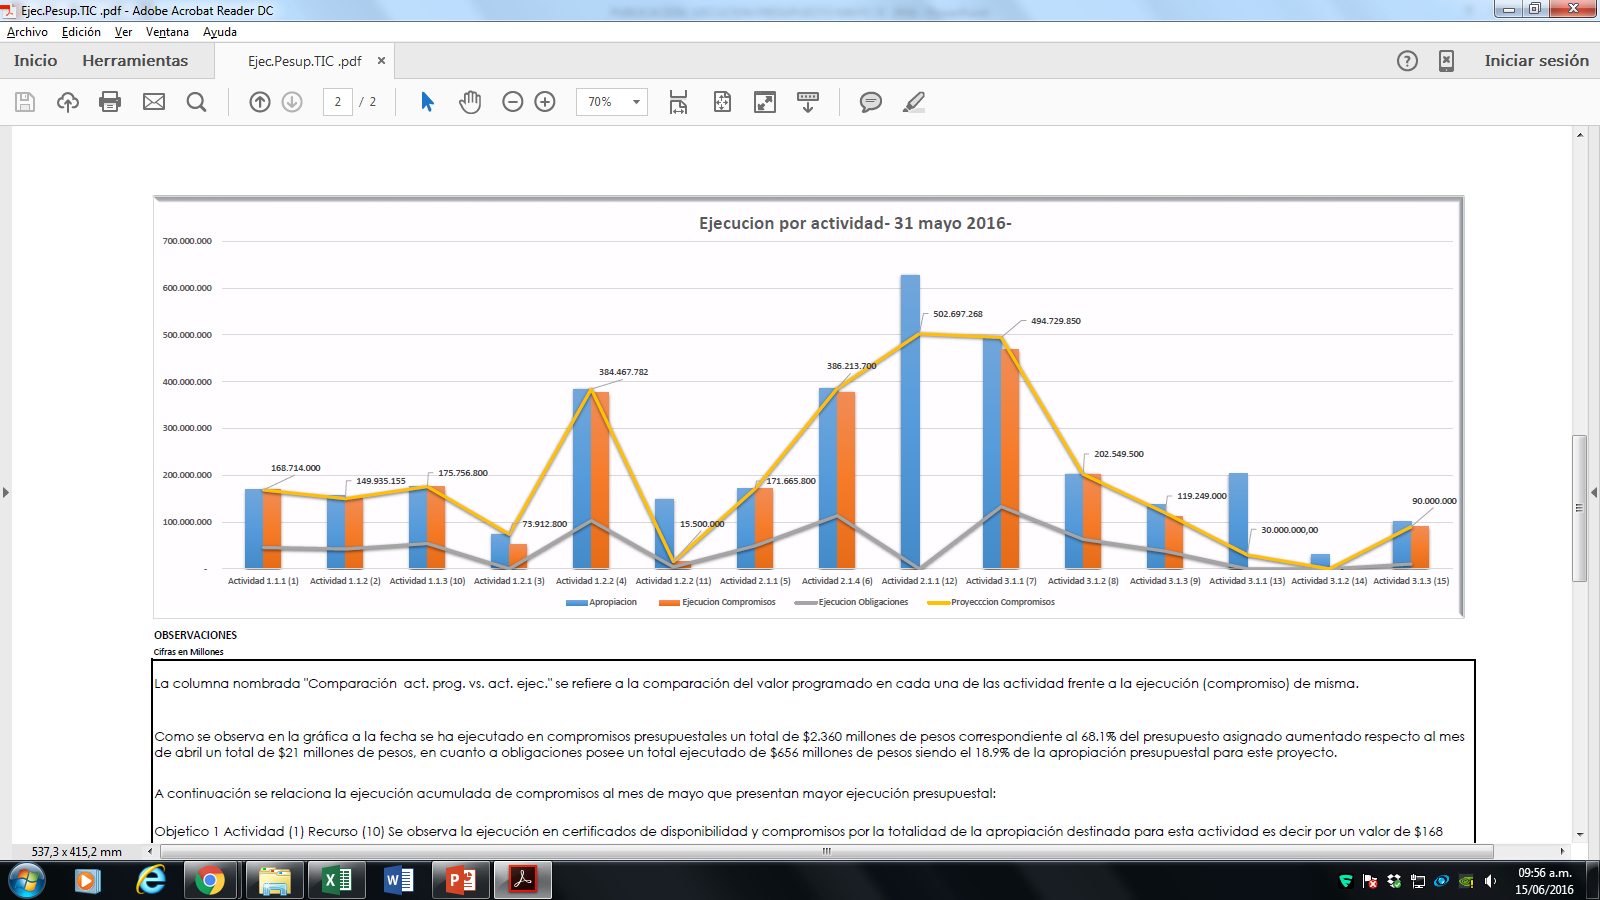 Ejec.Pesup.TIC .pdf - Adobe Acrobat Reader DC
Archivo Edición Ver Ventana Ayuda
Inicio Herramientas Ejec.Pesup.TIC .pdf × Iniciar sesión
2 / 2 70%
Ejecucion por actividad- 31 mayo 2016-
700.000.000
600.000.000
500.000.000
400.000.000
300.000.000
200.000.000
100.000.000
-
168.714.000
149.935.155
175.756.800
73.912.800
384.467.782
15.500.000
171.665.800
386.213.700
502.697.268
494.729.850
202.549.500
119.249.000
30.000.000,00
90.000.000
Actividad 1.1.1 (1) Actividad 1.1.2 (2) Actividad 1.1.3 (10) Actividad 1.2.1 (3) Actividad 1.2.2 (4) Actividad 1.2.2 (11) Actividad 2.1.1 (5) Actividad 2.1.4 (6) Actividad 2.1.1 (12) Actividad 3.1.1 (7) Actividad 3.1.2 (8) Actividad 3.1.3 (9) Actividad 3.1.1 (13) Actividad 3.1.2 (14) Actividad 3.1.3 (15)
Apropiacion Ejecucion Compromisos Ejecucion Obligaciones Proyecccion Compromisos
OBSERVACIONES
Cifras en Millones
La columna nombrada "Comparación act. prog. vs. act. ejec." se refiere a la comparación del valor programado en cada una de las actividad frente a la ejecución (compromiso) de misma.
Como se observa en la gráfica a la fecha se ha ejecutado en compromisos presupuestales un total de $2.360 millones de pesos correspondiente al 68.1% del presupuesto asignado aumentado respecto al mes
de abril un total de $21 millones de pesos, en cuanto a obligaciones posee un total ejecutado de $656 millones de pesos siendo el 18.9% de la apropiación presupuestal para este proyecto.
A continuación se relaciona la ejecución acumulada de compromisos al mes de mayo que presentan mayor ejecución presupuestal:
Objetico 1 Actividad (1) Recurso (10) Se observa la ejecución en certificados de disponibilidad y compromisos por la totalidad de la apropiación destinada para esta actividad es decir por un valor de $168
537,3 x 415,2 mm
09:56 a.m.
15/06/2016